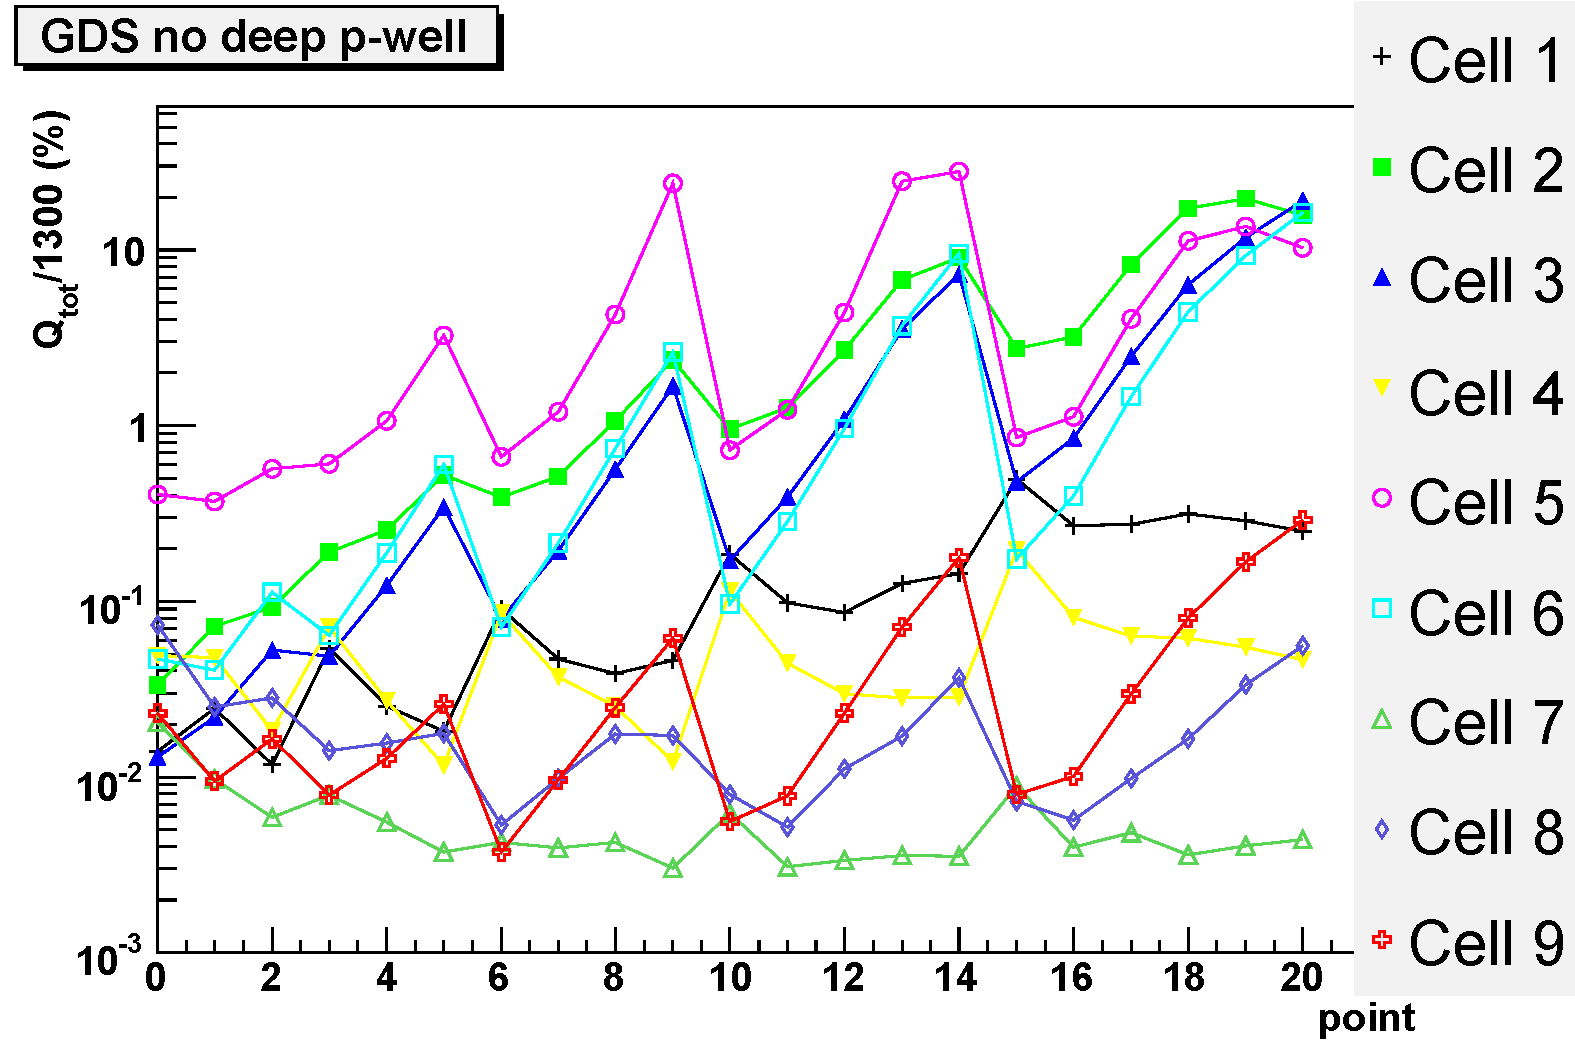 GDS no deep p-well
Q_tot/1300 (%)
10
1
10^-1
10^-2
10^-3
0 2 4 6 8 10 12 14 16 18 20
point
Cell 1
Cell 2
Cell 3
Cell 4
Cell 5
Cell 6
Cell 7
Cell 8
Cell 9